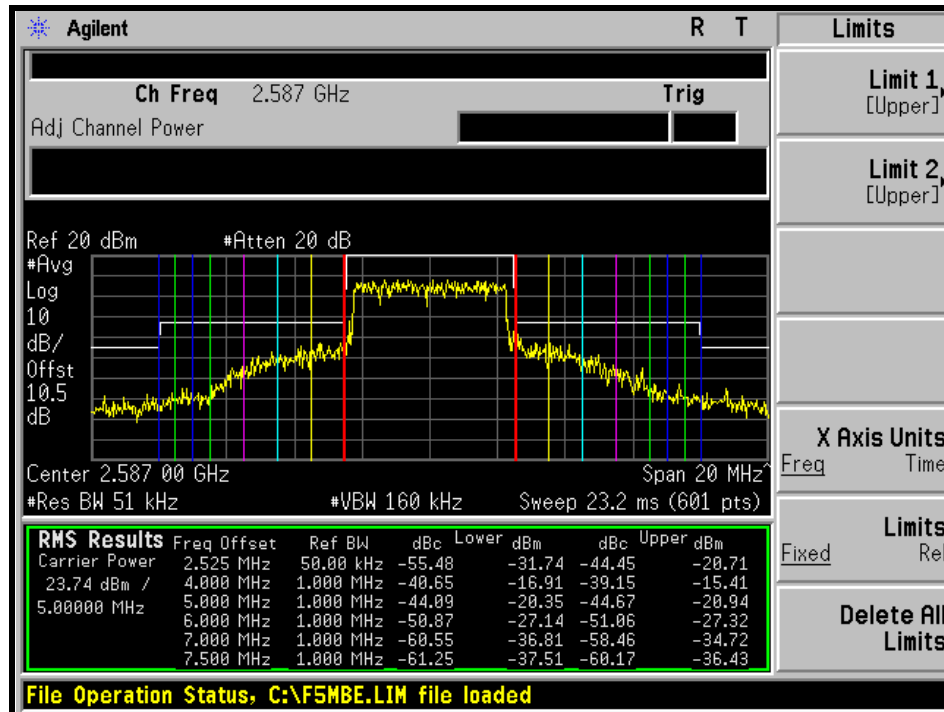 Agilent R T Limits
Ch Freq 2.587 GHz Trig
Adj Channel Power
Limit 1
[Upper]
Limit 2
[Upper]
Ref 20 dBm #Atten 20 dB
#Avg
Log
10
dB/
Offst
10.5
dB
Center 2.587 00 GHz Span 20 MHz^
#Res BW 51 kHz #VBW 160 kHz Sweep 23.2 ms (601 pts)
X Axis Units
Freq Time
Limits
Fixed Rel
Delete All
Limits
RMS Results Freq Offset Ref BW dBc Lower dBm dBc Upper dBm
Carrier Power 2.525 MHz 50.00 kHz -55.48 -31.74 -44.45 -20.71
23.74 dBm / 4.000 MHz 1.000 MHz -40.65 -16.91 -39.15 -15.41
5.00000 MHz 5.000 MHz 1.000 MHz -44.09 -20.35 -44.67 -20.94
6.000 MHz 1.000 MHz -50.87 -27.14 -51.06 -27.32
7.000 MHz 1.000 MHz -60.55 -36.81 -58.46 -34.72
7.500 MHz 1.000 MHz -61.25 -37.51 -60.17 -36.43
File Operation Status, C:\F5MBE.LIM file loaded